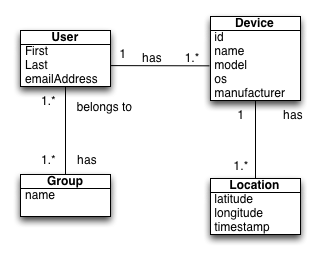 User
First
Last
emailAddress
1
has
1.*
Device
id
name
model
os
manufacturer
1.*
belongs to
1.*
has
Group
name
1
has
1.*
Location
latitude
longitude
timestamp